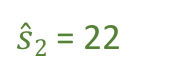 ŝ₂ = 22